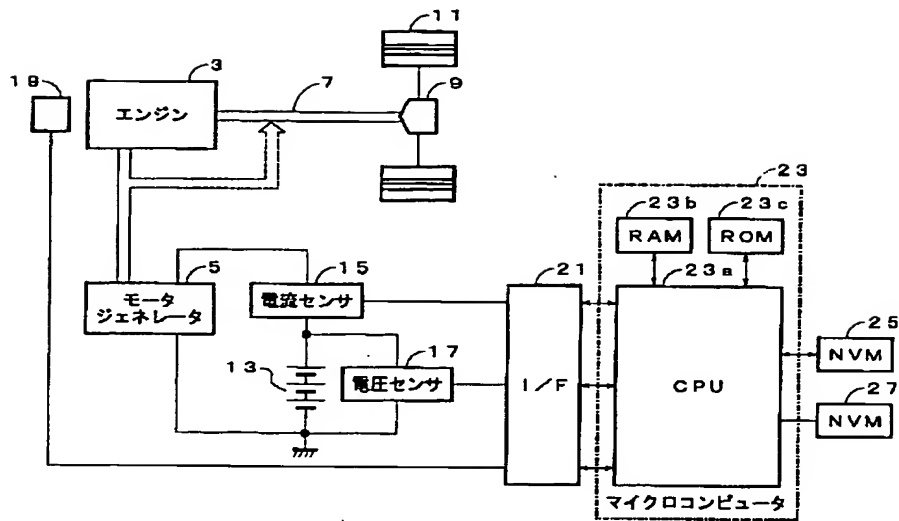 11
3
7
9
19
エンジン
23
23b
23c
RAM
ROM
5
15
21
23a
モータ
ジェネレータ
電流センサ
25
NVM
17
13
電圧センサ
I/F
CPU
27
NVM
マイクロコンピュータ